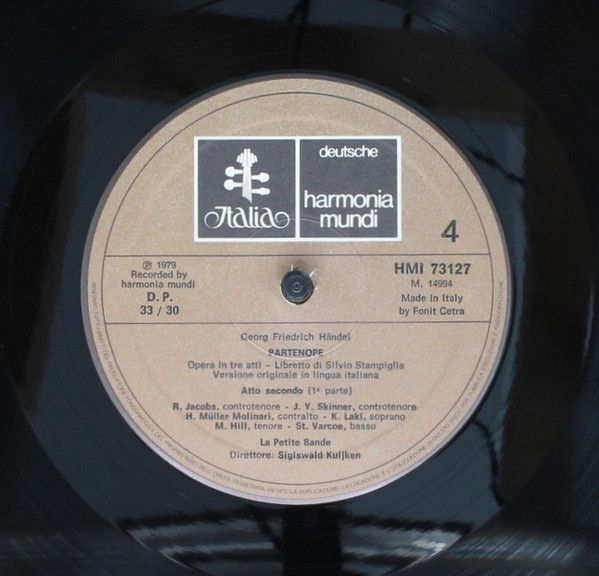 Italia
deutsche
harmonia
mundi
4
℗ 1979
Recorded by
harmonia mundi
D. P.
33 / 30
HMI 73127
M. 14994
Made in Italy
by Fonit Cetra
Georg Friedrich Händel
PARTENOPE
Opera in tre atti - Libretto di Silvio Stampiglia
Versione originale in lingua italiana
Atto secondo (1ª parte)
R. Jacobs, controtenore - J. Y. Skinner, controtenore
H. Müller Molinari, contralto - K. Laki, soprano
M. Hill, tenore - St. Varcoe, basso
La Petite Bande
Direttore: Sigiswald Kuijken